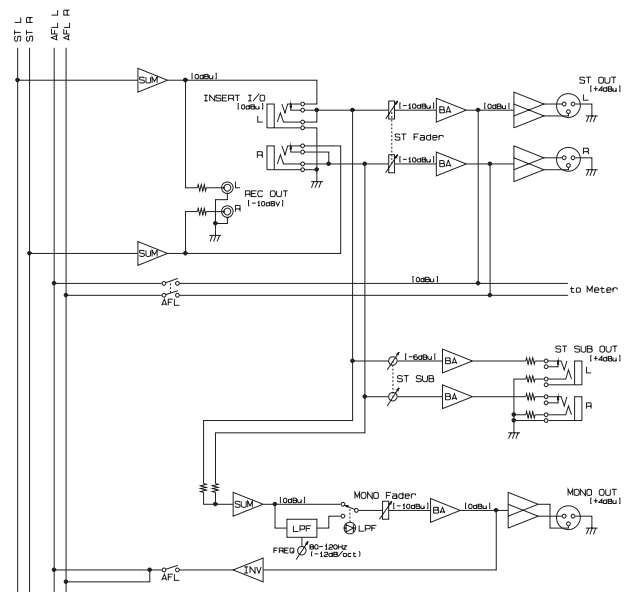 ST L
ST R
AFL L
AFL R
SUM
[0dBu]
INSERT I/O
[0dBu]
L
R
[-10dBu]
BA
[0dBu]
ST OUT
[+4dBu]
L
ST Fader
[-10dBu]
BA
R
L
REC OUT
[-10dBV]
R
SUM
[0dBu]
AFL
to Meter
[-6dBu]
BA
ST SUB OUT
[+4dBu]
L
ST SUB
BA
R
SUM
[0dBu]
MONO Fader
[-10dBu]
BA
[0dBu]
MONO OUT
[+4dBu]
LPF
LPF
FREQ
80-120Hz
[-12dB/oct]
AFL
INV